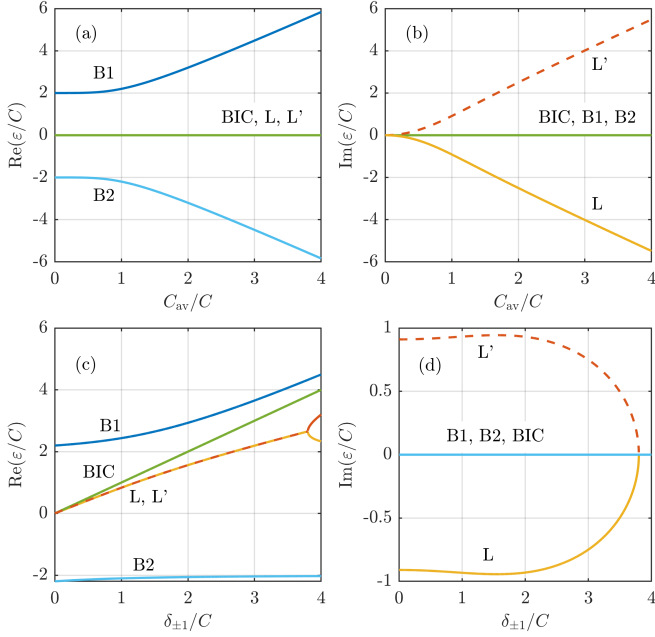 (a)
B1
BIC, L, L'
B2
Re(ε/C)
6
4
2
0
-2
-4
-6
0 1 2 3 4
C_av/C
(b)
L'
BIC, B1, B2
L
Im(ε/C)
6
4
2
0
-2
-4
-6
0 1 2 3 4
C_av/C
(c)
B1
BIC
L, L'
B2
Re(ε/C)
6
4
2
0
-2
0 1 2 3 4
δ_±1/C
(d)
L'
B1, B2, BIC
L
Im(ε/C)
1
0.5
0
-0.5
-1
0 1 2 3 4
δ_±1/C